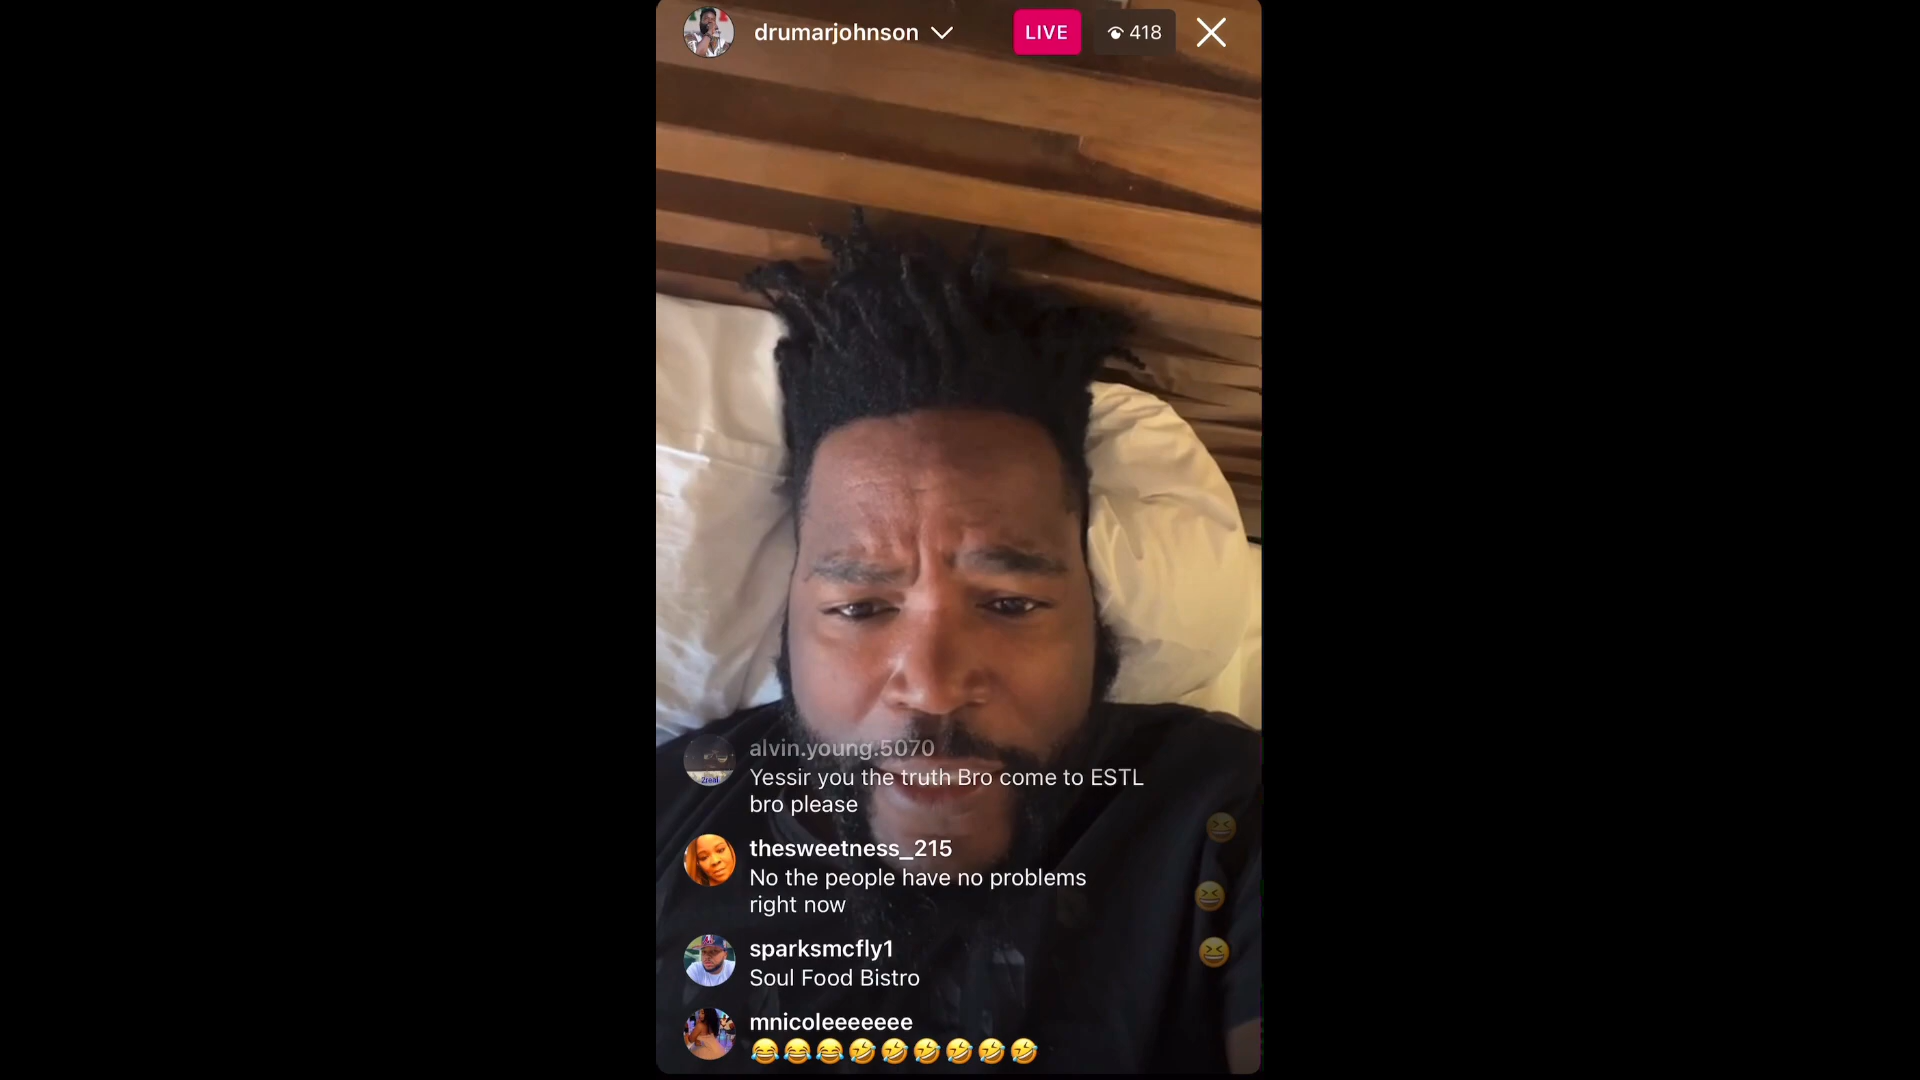 drumarjohnson
LIVE
418
alvin.young.5070
Yessir you the truth Bro come to ESTL
bro please
thesweetness_215
No the people have no problems
right now
sparksmcfly1
Soul Food Bistro
mnicoleeeeeee
😂😂😂🤣🤣🤣🤣🤣🤣
2real